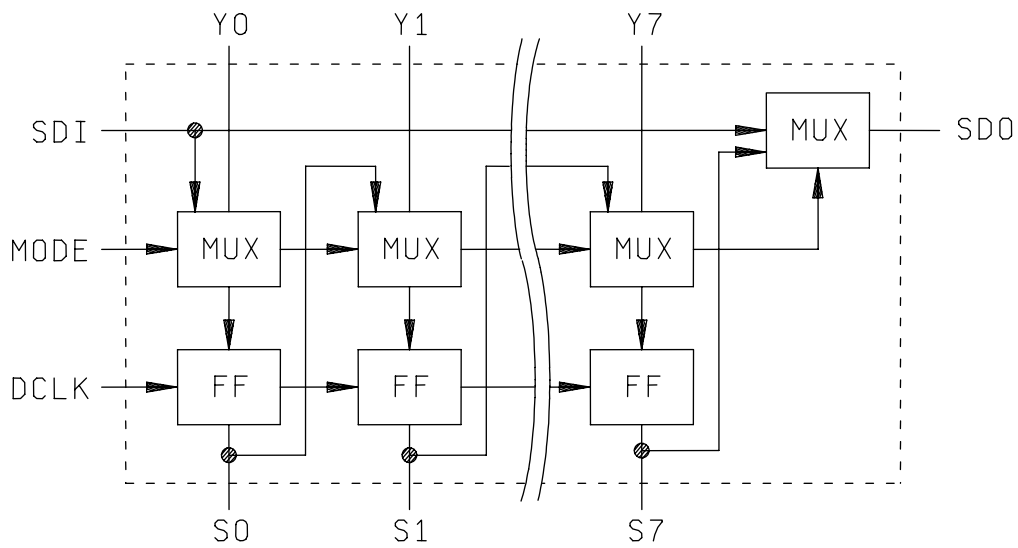 Y0 Y1 Y7
SDI MUX SDO
MODE MUX MUX MUX
DCLK FF FF FF
S0 S1 S7